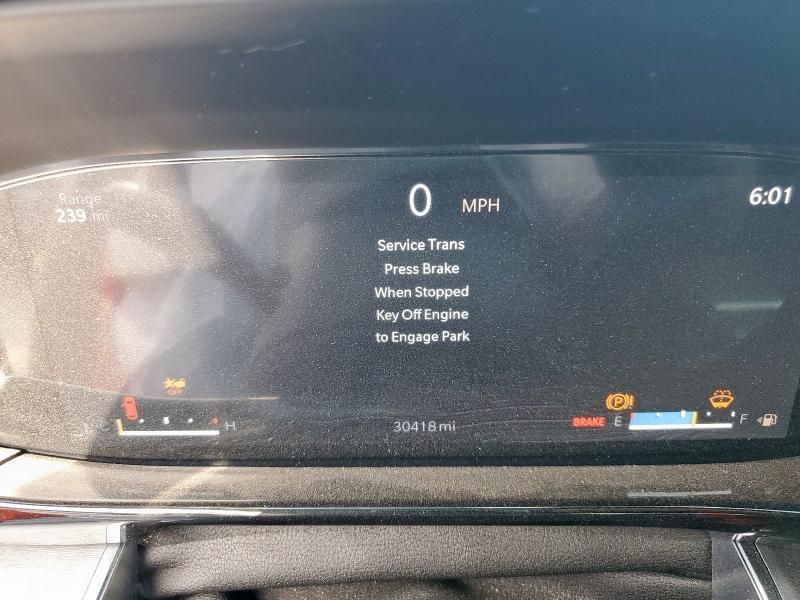 Range
239 mi
0 MPH
6:01
Service Trans
Press Brake
When Stopped
Key Off Engine
to Engage Park
OFF
C H
30418 mi
(P)!
BRAKE E F